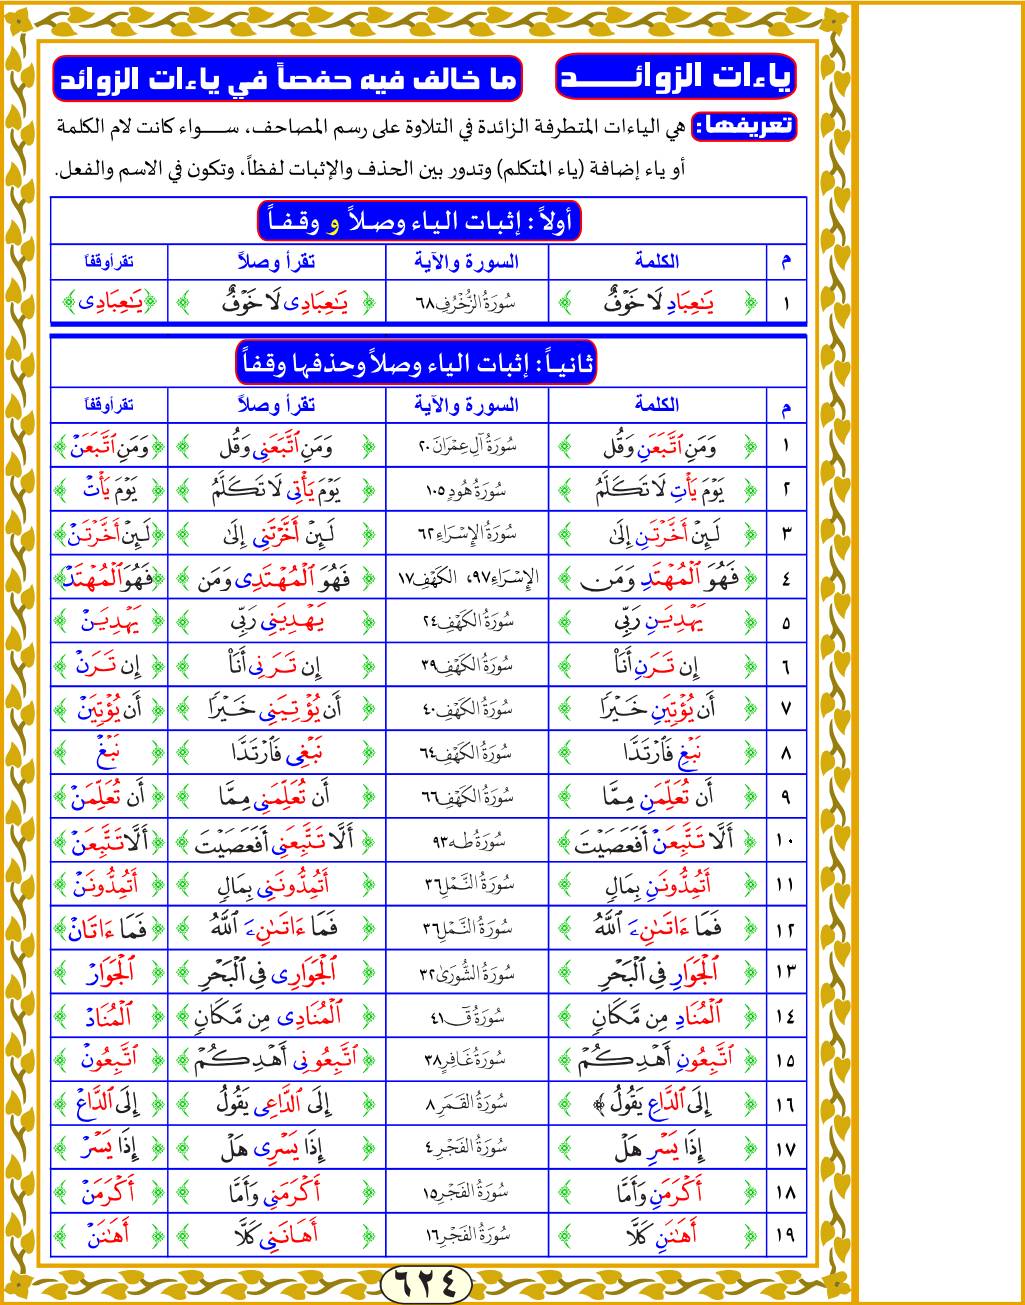 ياءات الزوائـــد
ما خالف فيه حفصاً في ياءات الزوائد
تعريفها: هي الياءات المتطرفة الزائدة في التلاوة على رسم المصاحف، ســـواء كانت لام الكلمة
أو ياء إضافة (ياء المتكلم) وتدور بين الحذف والإثبات لفظاً، وتكون في الاسم والفعل.
أولاً : إثبات الياء وصلاً و وقفاً
م الكلمة السورة والآية تقرأ وصلاً تقرأ وقفاً
١ ﴿ يَٰعِبَادِ لَا خَوۡفٌ ﴾ سُورَةُ الزُّخْرُفِ ٦٨ ﴿ يَٰعِبَادِى لَا خَوۡفٌ ﴾ ﴿يَٰعِبَادِى﴾
ثانياً: إثبات الياء وصلاً وحذفها وقفاً
م الكلمة السورة والآية تقرأ وصلاً تقرأ وقفاً
١ ﴿ وَمَنِ ٱتَّبَعَنِ وَقُل ﴾ سُورَةُ آلِ عِمْرَانَ ٢٠ ﴿ وَمَنِ ٱتَّبَعَنِى وَقُل ﴾ ﴿وَمَنِ ٱتَّبَعَنۡ﴾
٢ ﴿ يَوۡمَ يَأۡتِ لَا تَكَلَّمُ ﴾ سُورَةُ هُودٍ ١٠٥ ﴿ يَوۡمَ يَأۡتِى لَا تَكَلَّمُ ﴾ ﴿ يَوۡمَ يَأۡتۡ ﴾
٣ ﴿ لَئِنۡ أَخَّرۡتَنِ إِلَىٰ ﴾ سُورَةُ الإِسْرَاءِ ٦٢ ﴿ لَئِنۡ أَخَّرۡتَنِى إِلَىٰ ﴾ ﴿لَئِنۡ أَخَّرۡتَنۡ﴾
٤ ﴿ فَهُوَ ٱلۡمُهۡتَدِ وَمَن ﴾ الإِسْرَاءِ ٩٧، الكَهْفِ ١٧ ﴿ فَهُوَ ٱلۡمُهۡتَدِى وَمَن ﴾ ﴿فَهُوَ ٱلۡمُهۡتَدۡ﴾
٥ ﴿ يَهۡدِيَنِ رَبِّى ﴾ سُورَةُ الكَهْفِ ٢٤ ﴿ يَهۡدِيَنِى رَبِّى ﴾ ﴿ يَهۡدِيَنۡ ﴾
٦ ﴿ إِن تَرَنِ أَنَا۠ ﴾ سُورَةُ الكَهْفِ ٣٩ ﴿ إِن تَرَنِى أَنَا۠ ﴾ ﴿ إِن تَرَنۡ ﴾
٧ ﴿ أَن يُؤۡتِيَنِ خَيۡرٗا ﴾ سُورَةُ الكَهْفِ ٤٠ ﴿ أَن يُؤۡتِيَنِى خَيۡرٗا ﴾ ﴿ أَن يُؤۡتِيَنۡ ﴾
٨ ﴿ نَبۡغِ فَٱرۡتَدَّا ﴾ سُورَةُ الكَهْفِ ٦٤ ﴿ نَبۡغِى فَٱرۡتَدَّا ﴾ ﴿ نَبۡغۡ ﴾
٩ ﴿ أَن تُعَلِّمَنِ مِمَّا ﴾ سُورَةُ الكَهْفِ ٦٦ ﴿ أَن تُعَلِّمَنِى مِمَّا ﴾ ﴿ أَن تُعَلِّمَنۡ ﴾
١٠ ﴿ أَلَّا تَتَّبِعَنۡ أَفَعَصَيۡتَ ﴾ سُورَةُ طه ٩٣ ﴿ أَلَّا تَتَّبِعَنِى أَفَعَصَيۡتَ ﴾ ﴿أَلَّا تَتَّبِعَنۡ﴾
١١ ﴿ أَتُمِدُّونَنِ بِمَالٖ ﴾ سُورَةُ النَّمْلِ ٣٦ ﴿ أَتُمِدُّونَنِى بِمَالٖ ﴾ ﴿ أَتُمِدُّونَنۡ ﴾
١٢ ﴿ فَمَا ءَاتَىٰنِۦَ ٱللَّهُ ﴾ سُورَةُ النَّمْلِ ٣٦ ﴿ فَمَا ءَاتَىٰنِۦَ ٱللَّهُ ﴾ ﴿ فَمَا ءَاتَانۡ ﴾
١٣ ﴿ ٱلۡجَوَارِ فِى ٱلۡبَحۡرِ ﴾ سُورَةُ الشُّورَىٰ ٣٢ ﴿ ٱلۡجَوَارِى فِى ٱلۡبَحۡرِ ﴾ ﴿ ٱلۡجَوَارۡ ﴾
١٤ ﴿ ٱلۡمُنَادِ مِن مَّكَانٖ ﴾ سُورَةُ قٓ ٤١ ﴿ ٱلۡمُنَادِى مِن مَّكَانٖ ﴾ ﴿ ٱلۡمُنَادۡ ﴾
١٥ ﴿ ٱتَّبِعُونِ أَهۡدِكُمۡ ﴾ سُورَةُ غَافِرٍ ٣٨ ﴿ ٱتَّبِعُونِى أَهۡدِكُمۡ ﴾ ﴿ ٱتَّبِعُونۡ ﴾
١٦ ﴿ إِلَى ٱلدَّاعِ يَقُولُ ﴾ سُورَةُ القَمَرِ ٨ ﴿ إِلَى ٱلدَّاعِى يَقُولُ ﴾ ﴿ إِلَى ٱلدَّاعۡ ﴾
١٧ ﴿ إِذَا يَسۡرِ هَلۡ ﴾ سُورَةُ الفَجْرِ ٤ ﴿ إِذَا يَسۡرِى هَلۡ ﴾ ﴿ إِذَا يَسۡرۡ ﴾
١٨ ﴿ أَكۡرَمَنِ وَأَمَّا ﴾ سُورَةُ الفَجْرِ ١٥ ﴿ أَكۡرَمَنِى وَأَمَّا ﴾ ﴿ أَكۡرَمَنۡ ﴾
١٩ ﴿ أَهَٰنَنِ كَلَّا ﴾ سُورَةُ الفَجْرِ ١٦ ﴿ أَهَانَنِى كَلَّا ﴾ ﴿ أَهَٰنَنۡ ﴾
٦٢٤